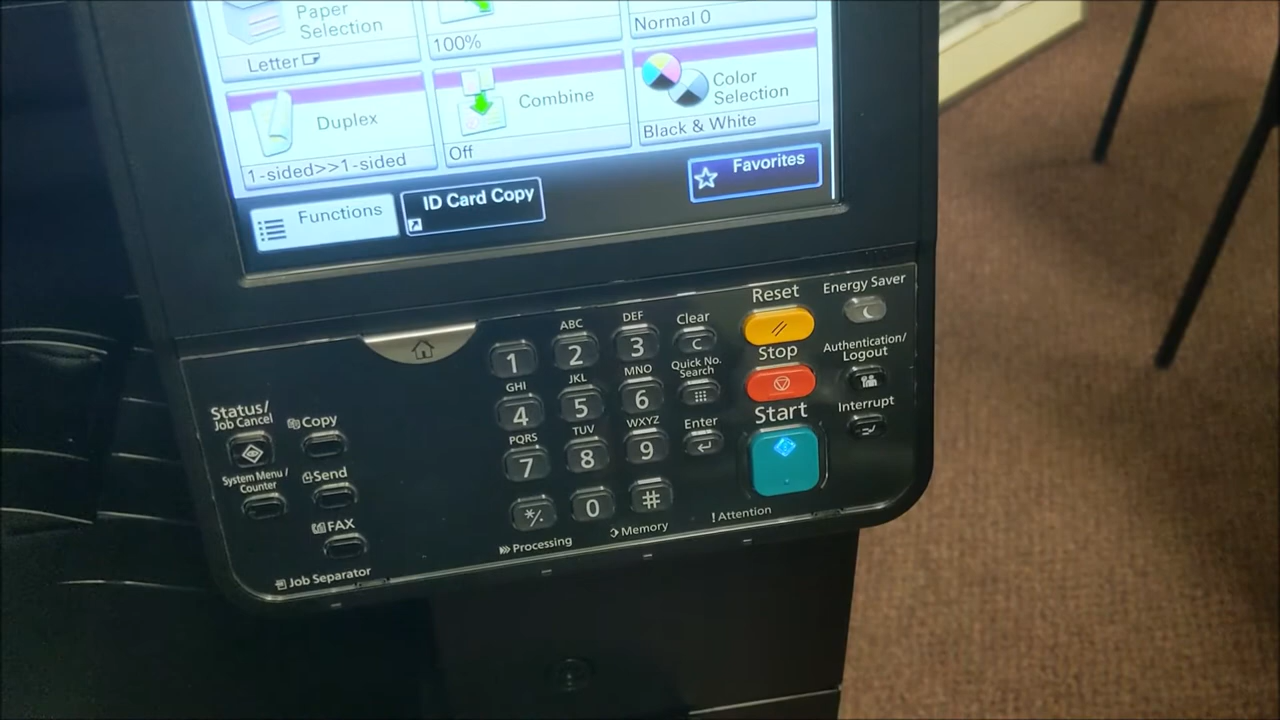 Paper
Selection
Letter
100%
Normal 0
Duplex
1-sided>>1-sided
Combine
Off
Color
Selection
Black & White
Functions
ID Card Copy
Favorites
Reset
Energy Saver
Stop
Authentication/
Logout
Start
Interrupt
Clear
C
Quick No.
Search
Enter
1
ABC
2
DEF
3
GHI
4
JKL
5
MNO
6
PQRS
7
TUV
8
WXYZ
9
*/.
0
#
Status/
Job Cancel
Copy
System Menu/
Counter
Send
FAX
Job Separator
Processing
Memory
!Attention